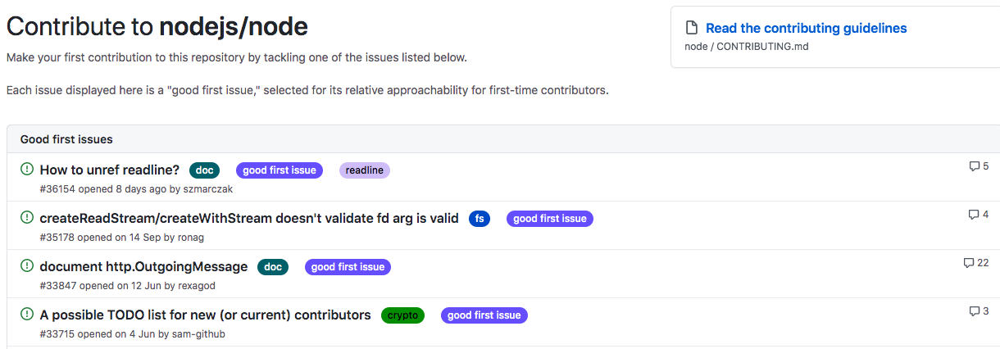 Contribute to nodejs/node
Read the contributing guidelines
node / CONTRIBUTING.md
Make your first contribution to this repository by tackling one of the issues listed below.
Each issue displayed here is a "good first issue," selected for its relative approachability for first-time contributors.
Good first issues
How to unref readline? doc good first issue readline 5
#36154 opened 8 days ago by szmarczak
createReadStream/createWithStream doesn't validate fd arg is valid fs good first issue 4
#35178 opened on 14 Sep by ronag
document http.OutgoingMessage doc good first issue 22
#33847 opened on 12 Jun by rexagod
A possible TODO list for new (or current) contributors crypto good first issue 3
#33715 opened on 4 Jun by sam-github